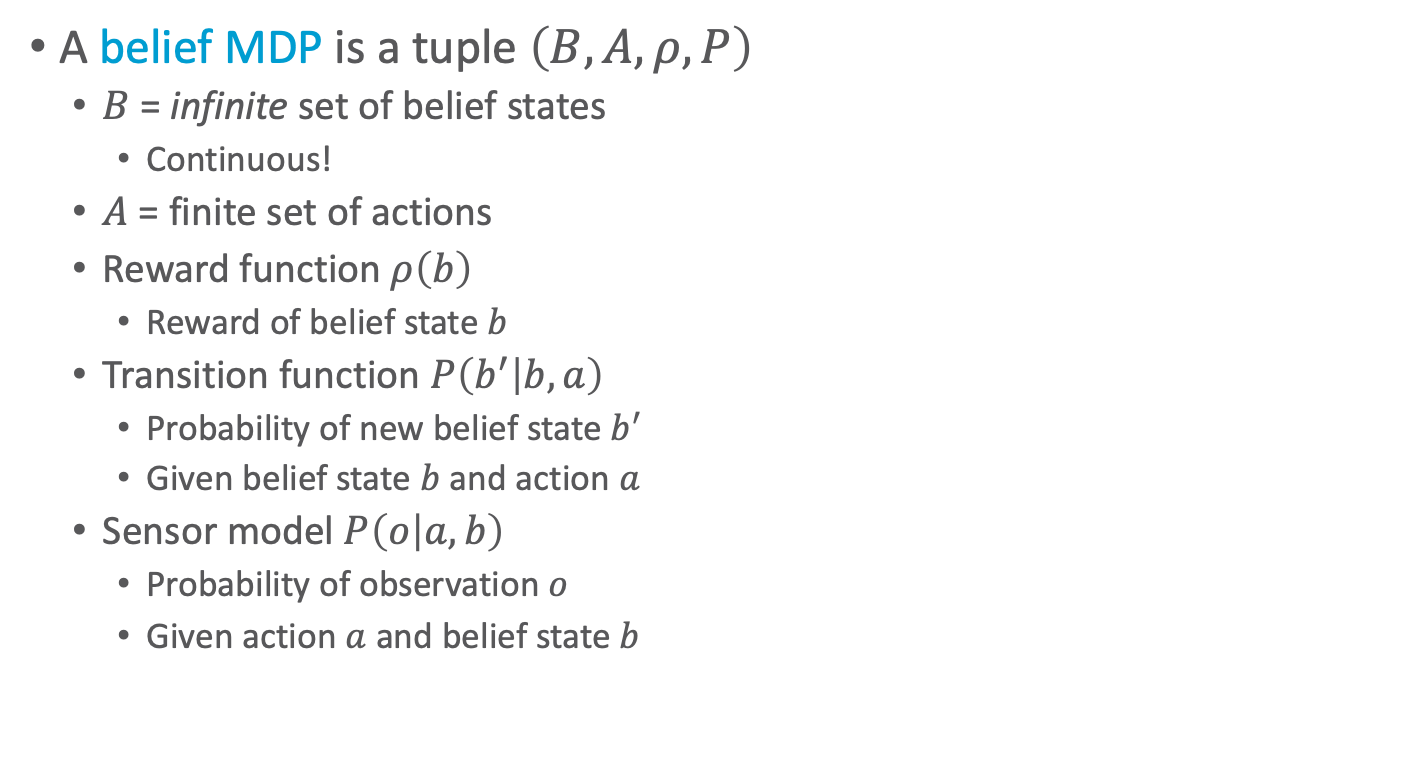 • A belief MDP is a tuple (B, A, ρ, P)
• B = infinite set of belief states
• Continuous!
• A = finite set of actions
• Reward function ρ(b)
• Reward of belief state b
• Transition function P(b′|b, a)
• Probability of new belief state b′
• Given belief state b and action a
• Sensor model P(o|a, b)
• Probability of observation o
• Given action a and belief state b